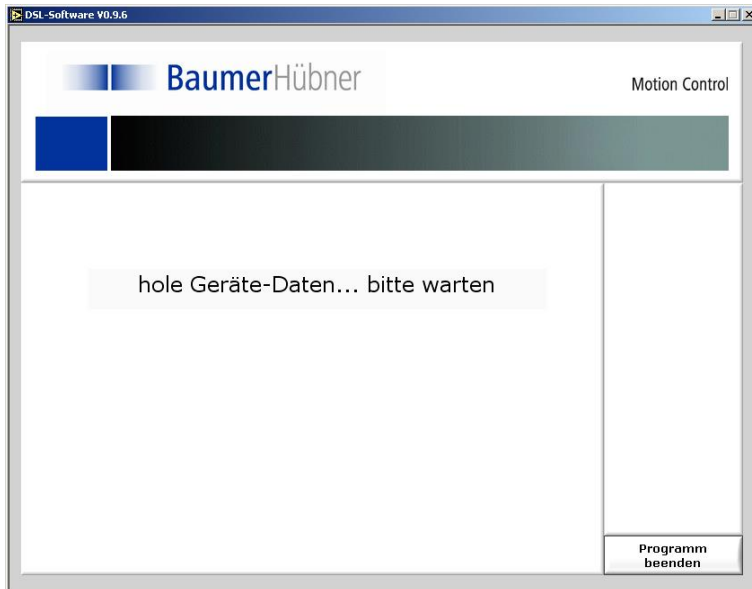 DSL-Software V0.9.6
BaumerHübner
Motion Control
hole Geräte-Daten... bitte warten
Programm
beenden